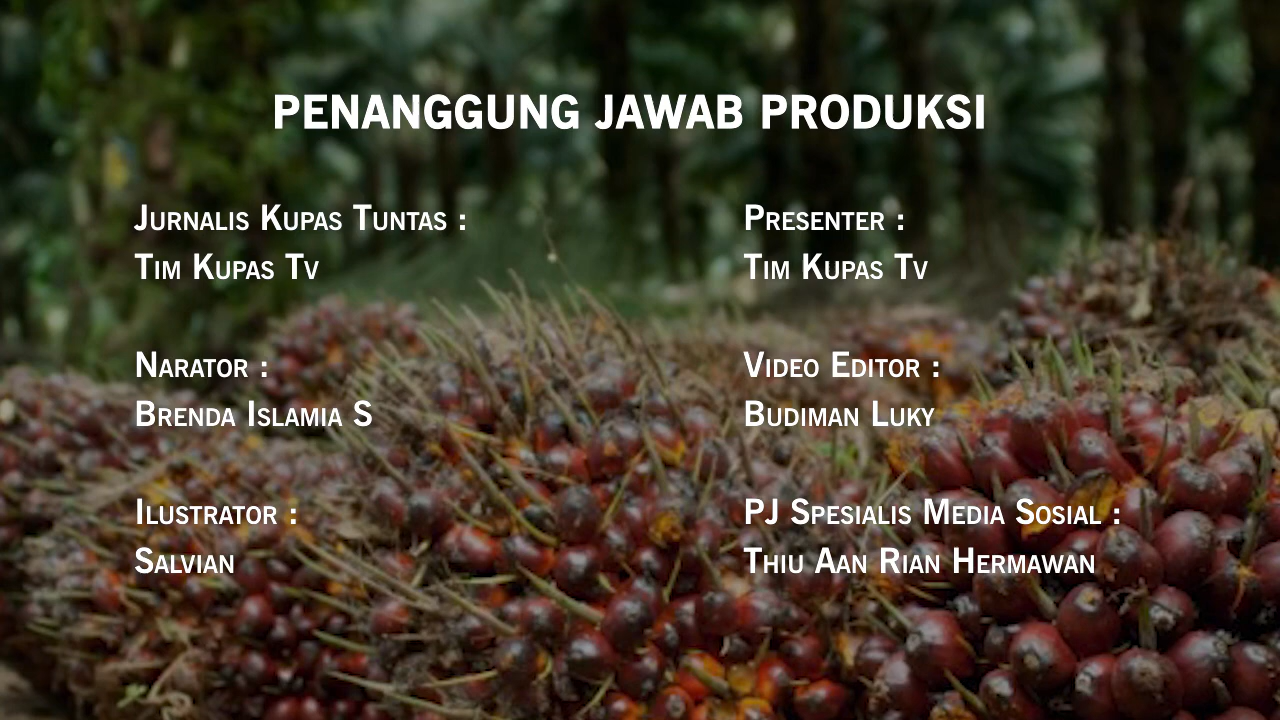 PENANGGUNG JAWAB PRODUKSI
Jurnalis Kupas Tuntas :
Tim Kupas Tv
Narator :
Brenda Islamia S
Ilustrator :
Salvian
Presenter :
Tim Kupas Tv
Video Editor :
Budiman Luky
PJ Spesialis Media Sosial :
Thiu Aan Rian Hermawan